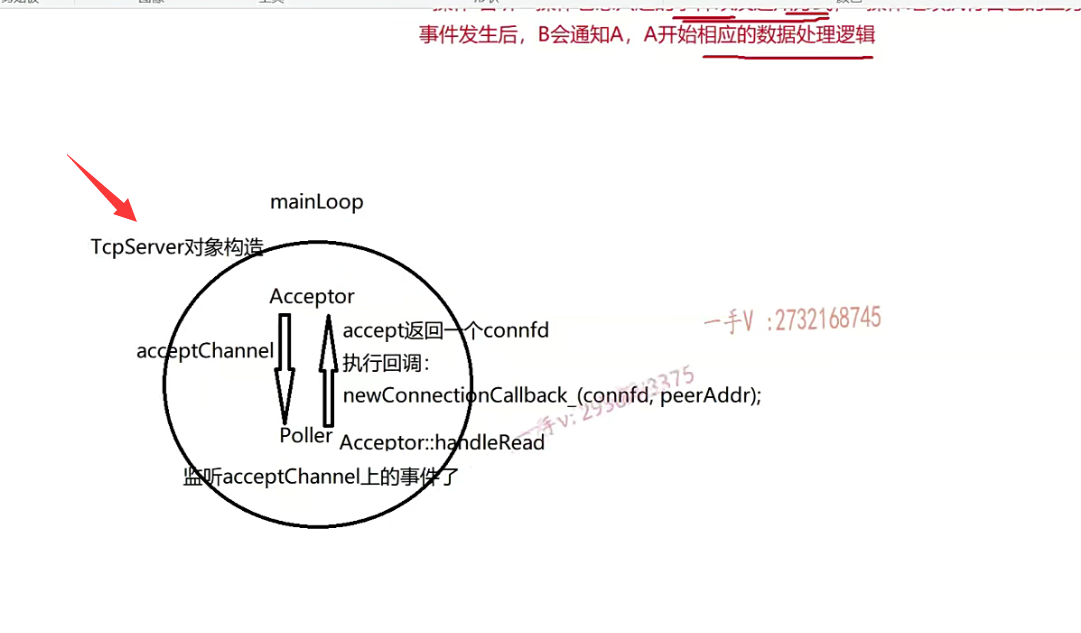 事件发生后，B会通知A，A开始相应的数据处理逻辑
mainLoop
TcpServer对象构造
Acceptor
accept返回一个connfd
acceptChannel
执行回调：
newConnectionCallback_(connfd, peerAddr);
Poller
Acceptor::handleRead
监听acceptChannel上的事件了
一手V :2732168745
一手v: